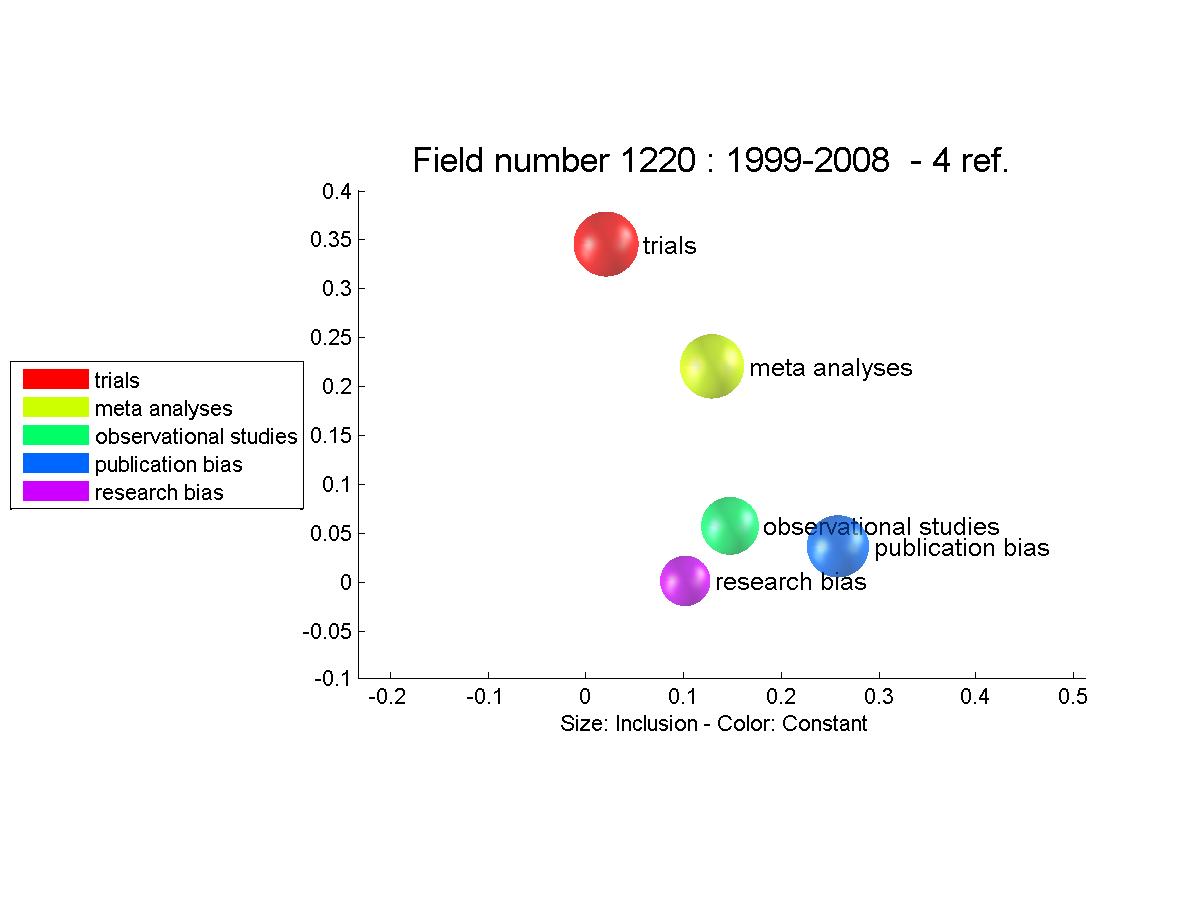 Field number 1220 : 1999-2008  - 4 ref.
0.4
0.35
0.3
0.25
0.2
0.15
0.1
0.05
0
-0.05
-0.1
trials
meta analyses
observational studies
publication bias
research bias
trials
meta analyses
observational studies
publication bias
research bias
-0.2 -0.1 0 0.1 0.2 0.3 0.4 0.5
Size: Inclusion - Color: Constant